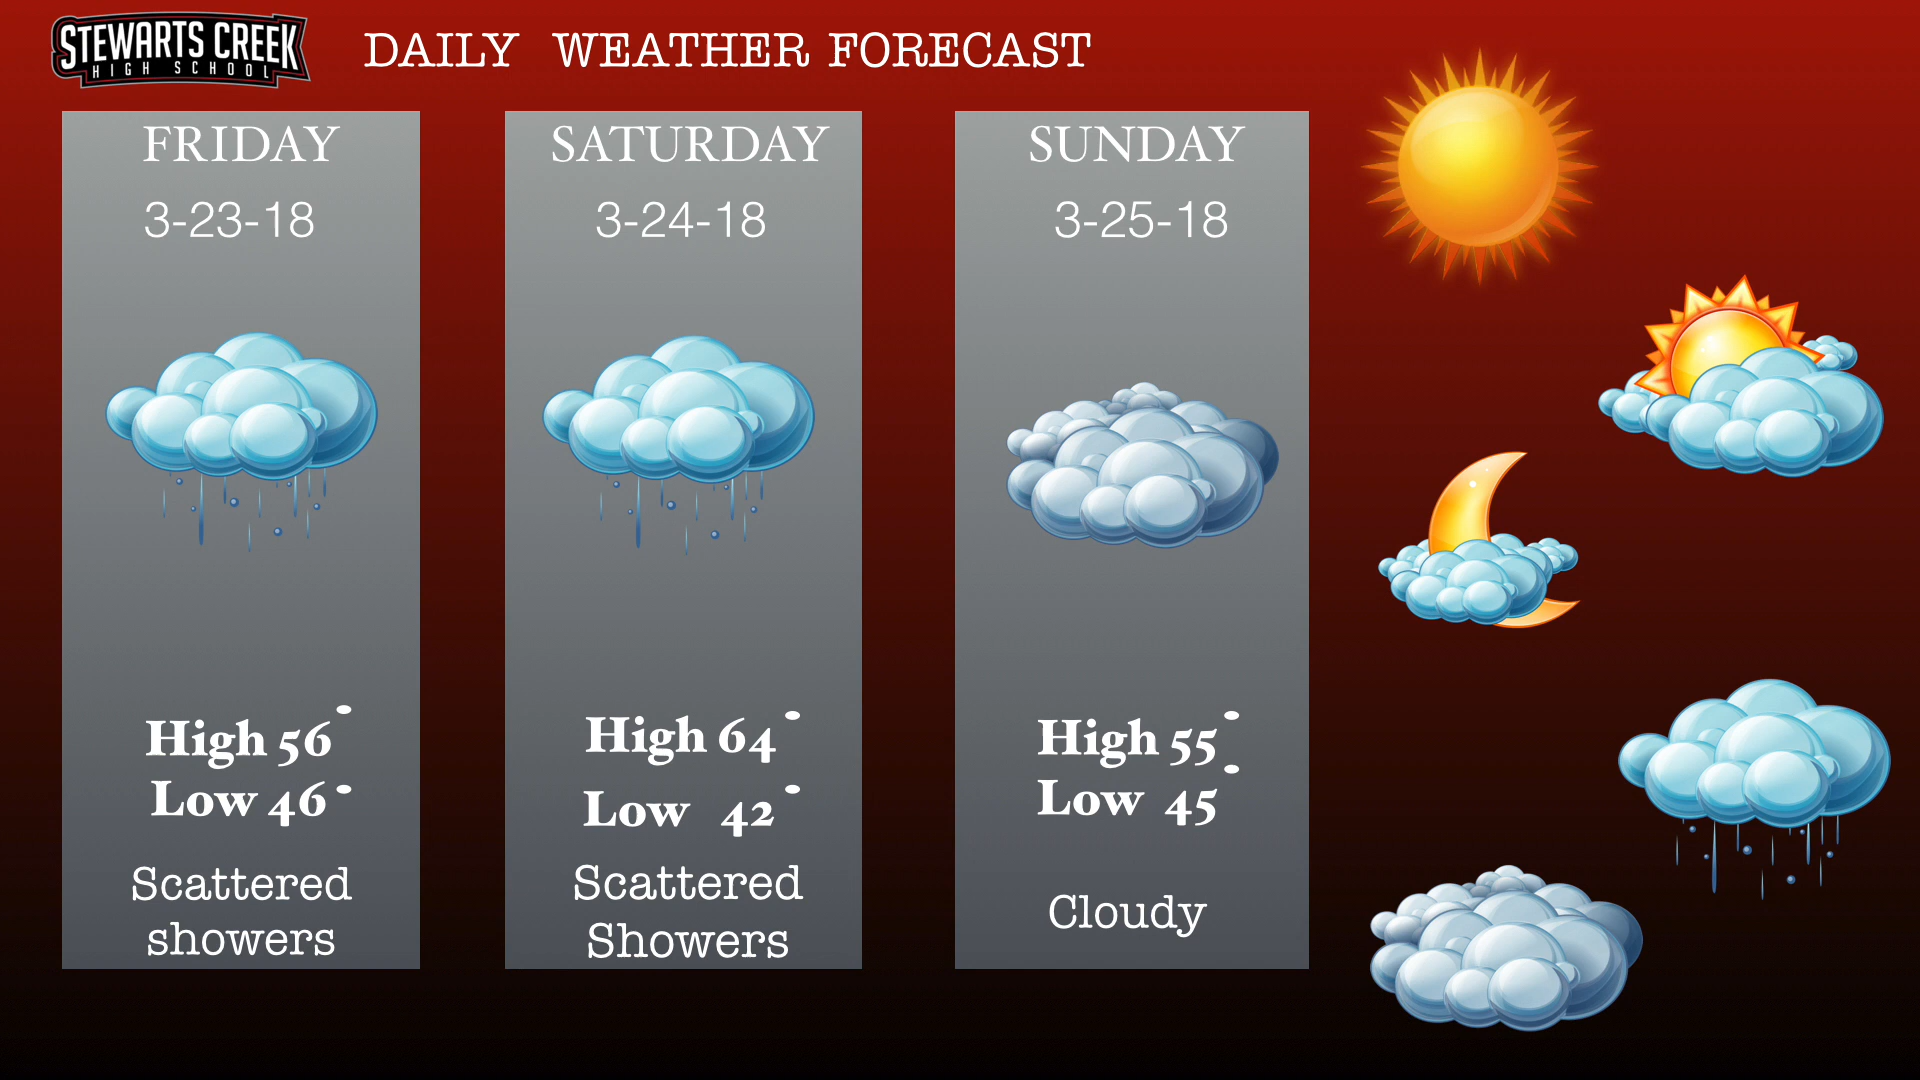 STEWARTS CREEK
HIGH SCHOOL
DAILY WEATHER FORECAST
FRIDAY
3-23-18
High 56°
Low 46°
Scattered
showers
SATURDAY
3-24-18
High 64°
Low 42°
Scattered
Showers
SUNDAY
3-25-18
High 55°
Low 45°
Cloudy